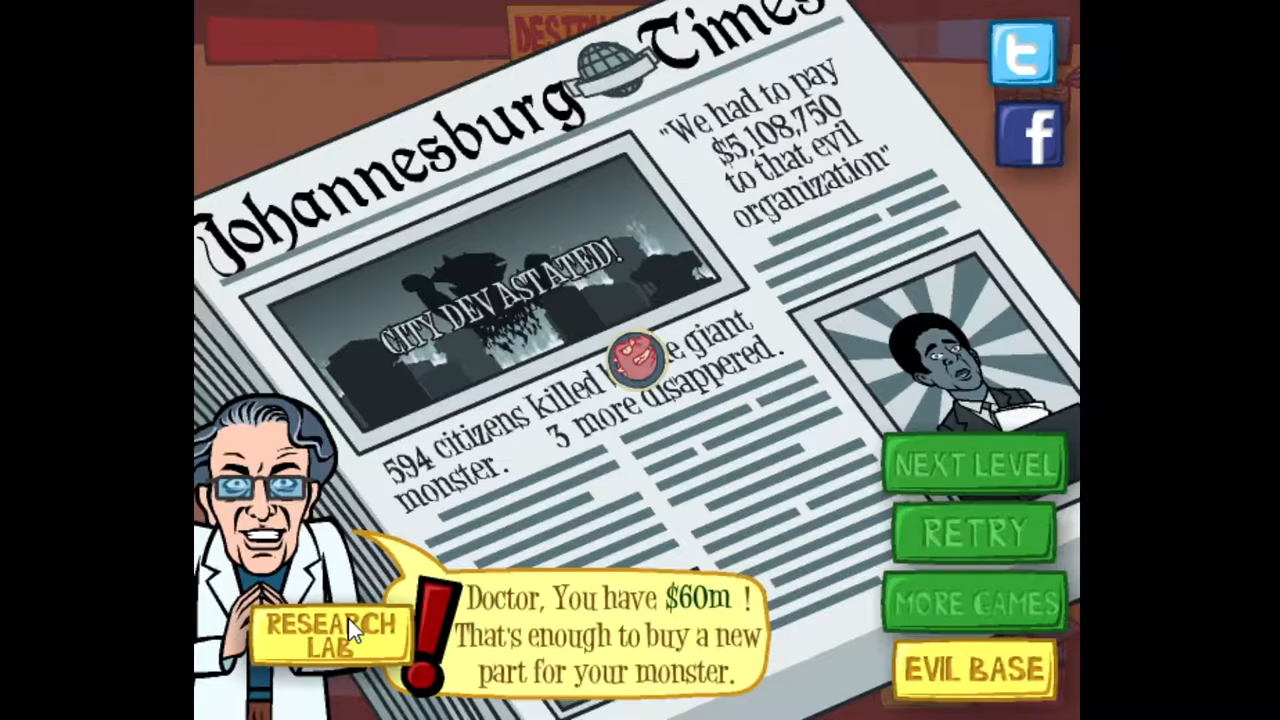 DESTRU
Johannesburg Times
"We had to pay
$5,108,750
to that evil
organization"
CITY DEVASTATED!
594 citizens killed e giant
monster. 3 more disappered.
NEXT LEVEL
RETRY
MORE GAMES
EVIL BASE
RESEARCH
LAB
Doctor, You have $60m !
That's enough to buy a new
part for your monster.